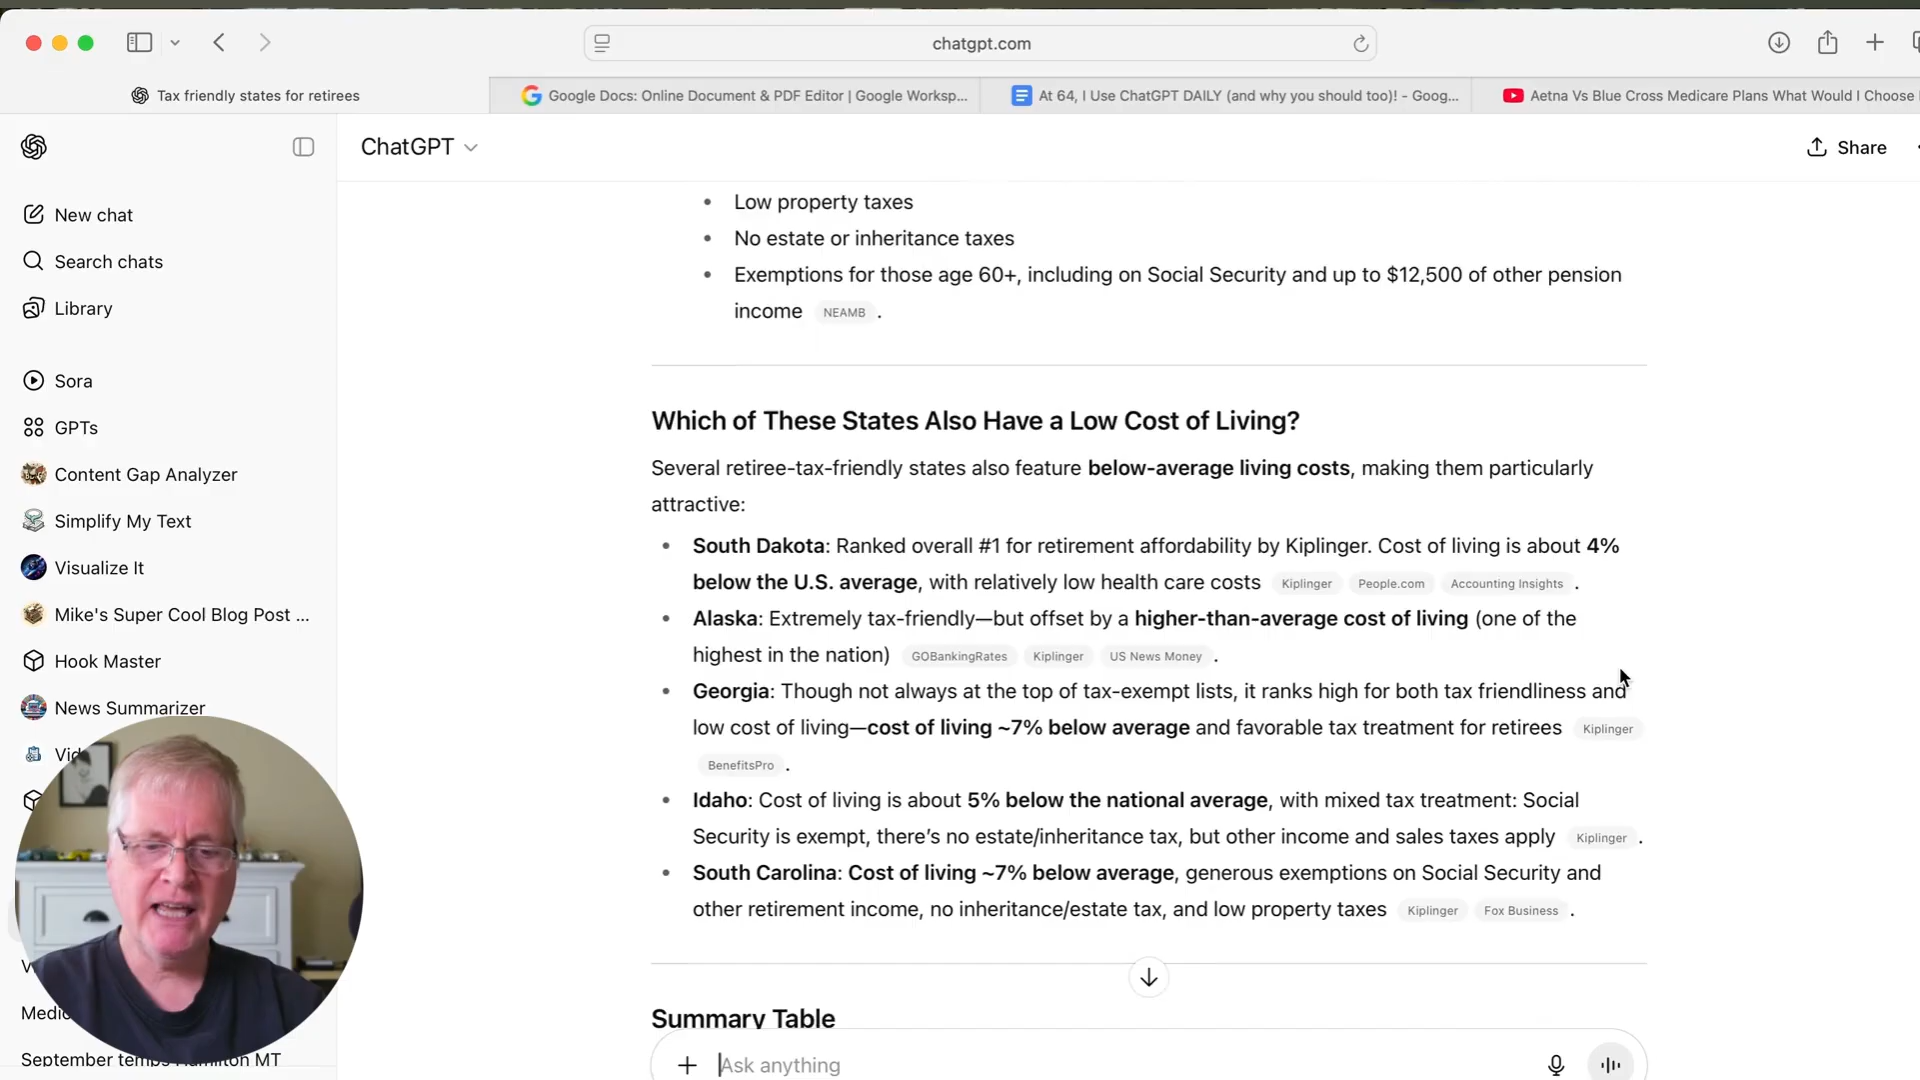 chatgpt.com
Tax friendly states for retirees
Google Docs: Online Document & PDF Editor | Google Worksp...
At 64, I Use ChatGPT DAILY (and why you should too)! - Goog...
Aetna Vs Blue Cross Medicare Plans What Would I Choose
ChatGPT
Share
New chat
Search chats
Library
Sora
GPTs
Content Gap Analyzer
Simplify My Text
Visualize It
Mike's Super Cool Blog Post ...
Hook Master
News Summarizer
September temps Hamilton MT
• Low property taxes
• No estate or inheritance taxes
• Exemptions for those age 60+, including on Social Security and up to $12,500 of other pension
income NEAMB .
Which of These States Also Have a Low Cost of Living?
Several retiree-tax-friendly states also feature below-average living costs, making them particularly
attractive:
• South Dakota: Ranked overall #1 for retirement affordability by Kiplinger. Cost of living is about 4%
below the U.S. average, with relatively low health care costs Kiplinger People.com Accounting Insights .
• Alaska: Extremely tax-friendly—but offset by a higher-than-average cost of living (one of the
highest in the nation) GOBankingRates Kiplinger US News Money .
• Georgia: Though not always at the top of tax-exempt lists, it ranks high for both tax friendliness and
low cost of living—cost of living ~7% below average and favorable tax treatment for retirees Kiplinger
BenefitsPro .
• Idaho: Cost of living is about 5% below the national average, with mixed tax treatment: Social
Security is exempt, there's no estate/inheritance tax, but other income and sales taxes apply Kiplinger .
• South Carolina: Cost of living ~7% below average, generous exemptions on Social Security and
other retirement income, no inheritance/estate tax, and low property taxes Kiplinger Fox Business .
Summary Table
Ask anything